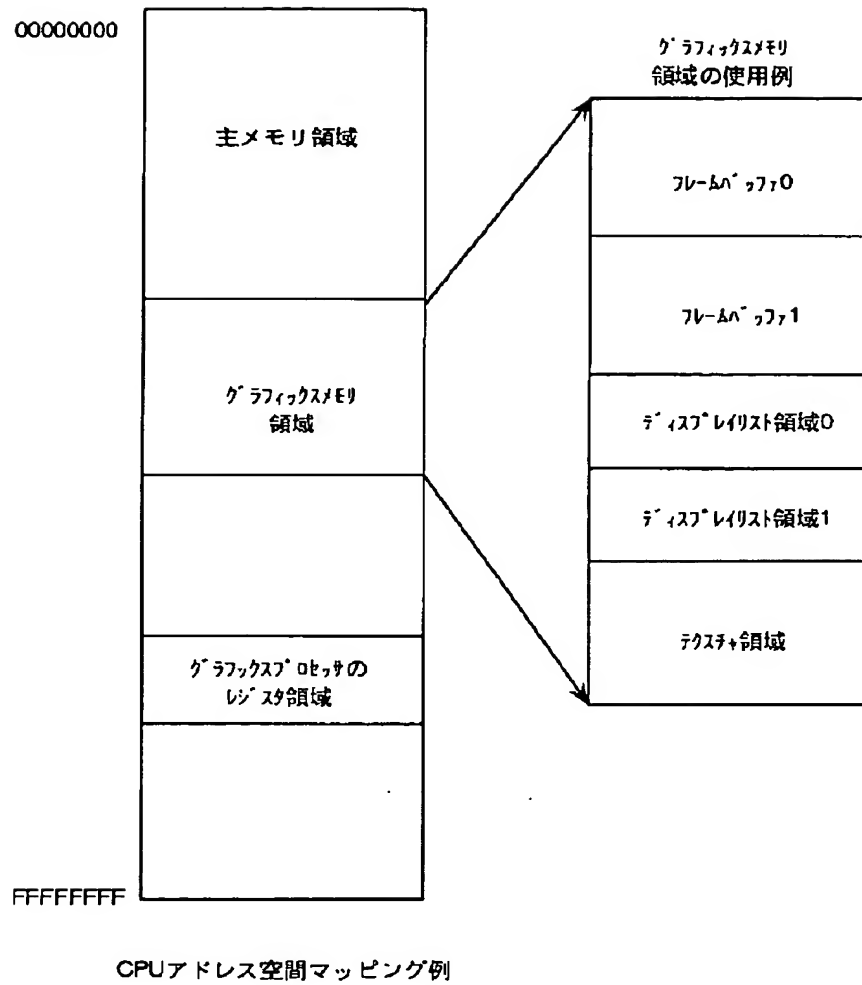 00000000
主メモリ領域
グラフィックスメモリ
領域
グラフックスプロセッサの
レジスタ領域
FFFFFFFF
CPUアドレス空間マッピング例
グラフィックスメモリ
領域の使用例
フレームバッファ0
フレームバッファ1
ディスプレイリスト領域0
ディスプレイリスト領域1
テクスチャ領域